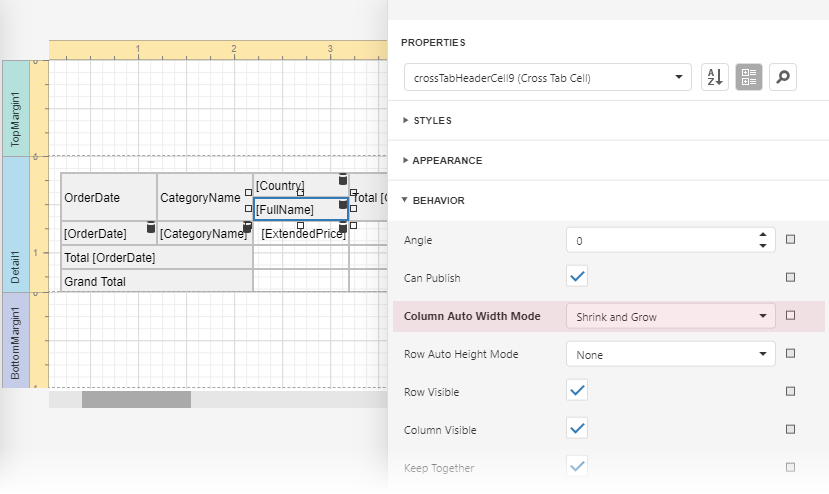 PROPERTIES
1 2 3
crossTabHeaderCell9 (Cross Tab Cell)
A
Z
TopMargin1
STYLES
APPEARANCE
BEHAVIOR
OrderDate
CategoryName
[Country]
Total [
[FullName]
[OrderDate]
[CategoryName]
[ExtendedPrice]
Total [OrderDate]
Grand Total
Detail1
1
BottomMargin1
Angle
0
Can Publish
Column Auto Width Mode
Shrink and Grow
Row Auto Height Mode
None
Row Visible
Column Visible
Keep Together